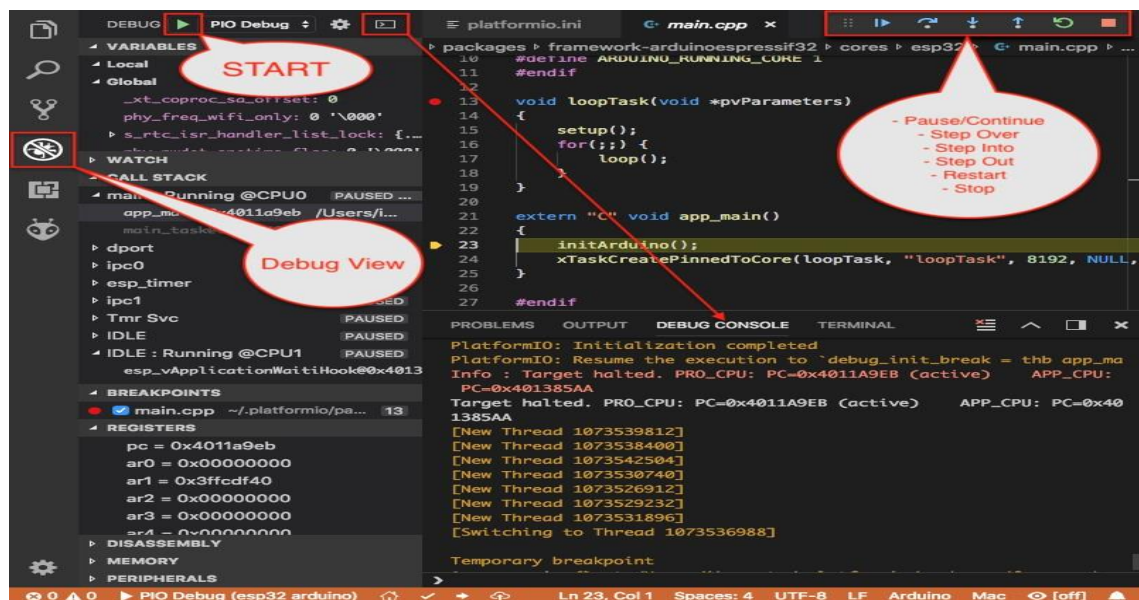 DEBUG PIO Debug
VARIABLES
Local
Global
_xt_coproc_sa_offset: 0
phy_freq_wifi_only: 0 '\000'
s_rtc_isr_handler_list_lock: {...
WATCH
CALL STACK
Running @CPU0 PAUSED ...
4011a9eb /Users/i...
dport
ipc0
esp_timer
ipc1
Tmr Svc PAUSED
IDLE PAUSED
IDLE : Running @CPU1 PAUSED
esp_vApplicationWaitiHook@0x4013
BREAKPOINTS
main.cpp ~/.platformio/pa... 13
REGISTERS
pc = 0x4011a9eb
ar0 = 0x00000000
ar1 = 0x3ffcdf40
ar2 = 0x00000000
ar3 = 0x00000000
ar4 = 0x00000000
DISASSEMBLY
MEMORY
PERIPHERALS
START
Debug View
platformio.ini main.cpp ×
packages framework-arduinoespressif32 cores esp32 main.cpp ...
10 #define ARDUINO_RUNNING_CORE 1
11 #endif
12
13 void loopTask(void *pvParameters)
14 {
15 setup();
16 for(;;) {
17 loop();
18 }
19 }
20
21 extern "C" void app_main()
22 {
23 initArduino();
24 xTaskCreatePinnedToCore(loopTask, "loopTask", 8192, NULL,
25 }
26
27 #endif
- Pause/Continue
- Step Over
- Step Into
- Step Out
- Restart
- Stop
PROBLEMS OUTPUT DEBUG CONSOLE TERMINAL
PlatformIO: Initialization completed
PlatformIO: Resume the execution to `debug_init_break = thb app_ma
Info : Target halted. PRO_CPU: PC=0x4011A9EB (active) APP_CPU:
PC=0x401385AA
Target halted. PRO_CPU: PC=0x4011A9EB (active) APP_CPU: PC=0x40
1385AA
[New Thread 1073539812]
[New Thread 1073538400]
[New Thread 1073542504]
[New Thread 1073530740]
[New Thread 1073526912]
[New Thread 1073529232]
[New Thread 1073531896]
[Switching to Thread 1073536988]
Temporary breakpoint
0 0 PIO Debug (esp32 arduino) Ln 23, Col 1 Spaces: 4 UTF-8 LF Arduino Mac [off]